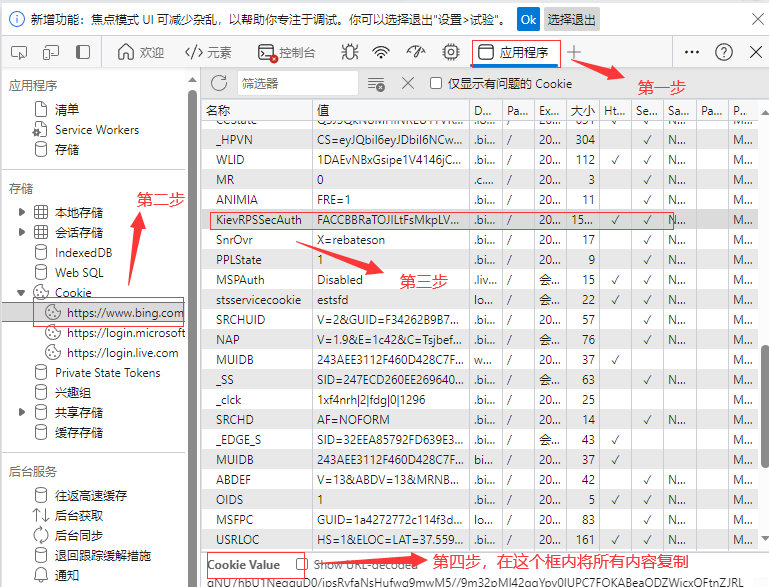 新增功能：焦点模式 UI 可减少杂乱，以帮助你专注于调试。你可以选择退出"设置>试验"。 Ok 选择退出
欢迎 元素 控制台 应用程序
第一步
应用程序
清单
Service Workers
存储
存储
第二步
本地存储
会话存储
IndexedDB
Web SQL
Cookie
https://www.bing.com
https://login.microsoft
https://login.live.com
Private State Tokens
兴趣组
共享存储
缓存存储
后台服务
往返高速缓存
后台获取
后台同步
退回跟踪缓解措施
通知
筛选器 仅显示有问题的 Cookie
名称 值 D... Pa... Ex... 大小 Ht... Se... Sa... Pa... P...
_HPVN CS=eyJQbiI6eyJDbiI6NCw... .bi... / 20... 304 M...
WLID 1DAEvNBxGsipe1V4146jC... .bi... / 20... 112 ✓ ✓ N... M...
MR 0 .c.... / 20... 3 ✓ N... M...
ANIMIA FRE=1 .bi... / 20... 11 ✓ N... M...
KievRPSSecAuth FACCBBRaTOJILtFsMkpLV... .bi... / 20... 15... ✓ ✓ N... M...
SnrOvr X=rebateson .bi... / 20... 17 ✓ N... M...
PPLState 1 .bi... / 20... 9 ✓ N... M...
第三步
MSPAuth Disabled .liv... / 会... 15 ✓ ✓ N... M...
stsservicecookie estsfd lo... / 会... 22 ✓ ✓ N... M...
SRCHUID V=2&GUID=F34262B9B7... .bi... / 20... 57 ✓ N... M...
NAP V=1.9&E=1c42&C=Tsjbef... .bi... / 会... 76 ✓ N... M...
MUIDB 243AEE3112F460D428C7F... w... / 20... 37 ✓ M...
_SS SID=247ECD260EE269640... .bi... / 会... 63 ✓ N... M...
_clck 1xf4nrh|2|fdg|0|1296 .bi... / 20... 25 M...
SRCHD AF=NOFORM .bi... / 20... 14 ✓ N... M...
_EDGE_S SID=32EEA85792FD639E3... .bi... / 会... 43 ✓ M...
MUIDB 243AEE3112F460D428C7F... bi... / 20... 37 ✓ M...
ABDEF V=13&ABDV=13&MRNB... .bi... / 20... 42 ✓ N... M...
OIDS 1 .bi... / 20... 5 ✓ ✓ N... M...
MSFPC GUID=1a4272772c114f3d... lo... / 20... 83 ✓ N... M...
USRLOC HS=1&ELOC=LAT=37.559... .bi... / 20... 161 ✓ ✓ N... M...
Cookie Value Show URL-decoded
第四步，在这个框内将所有内容复制